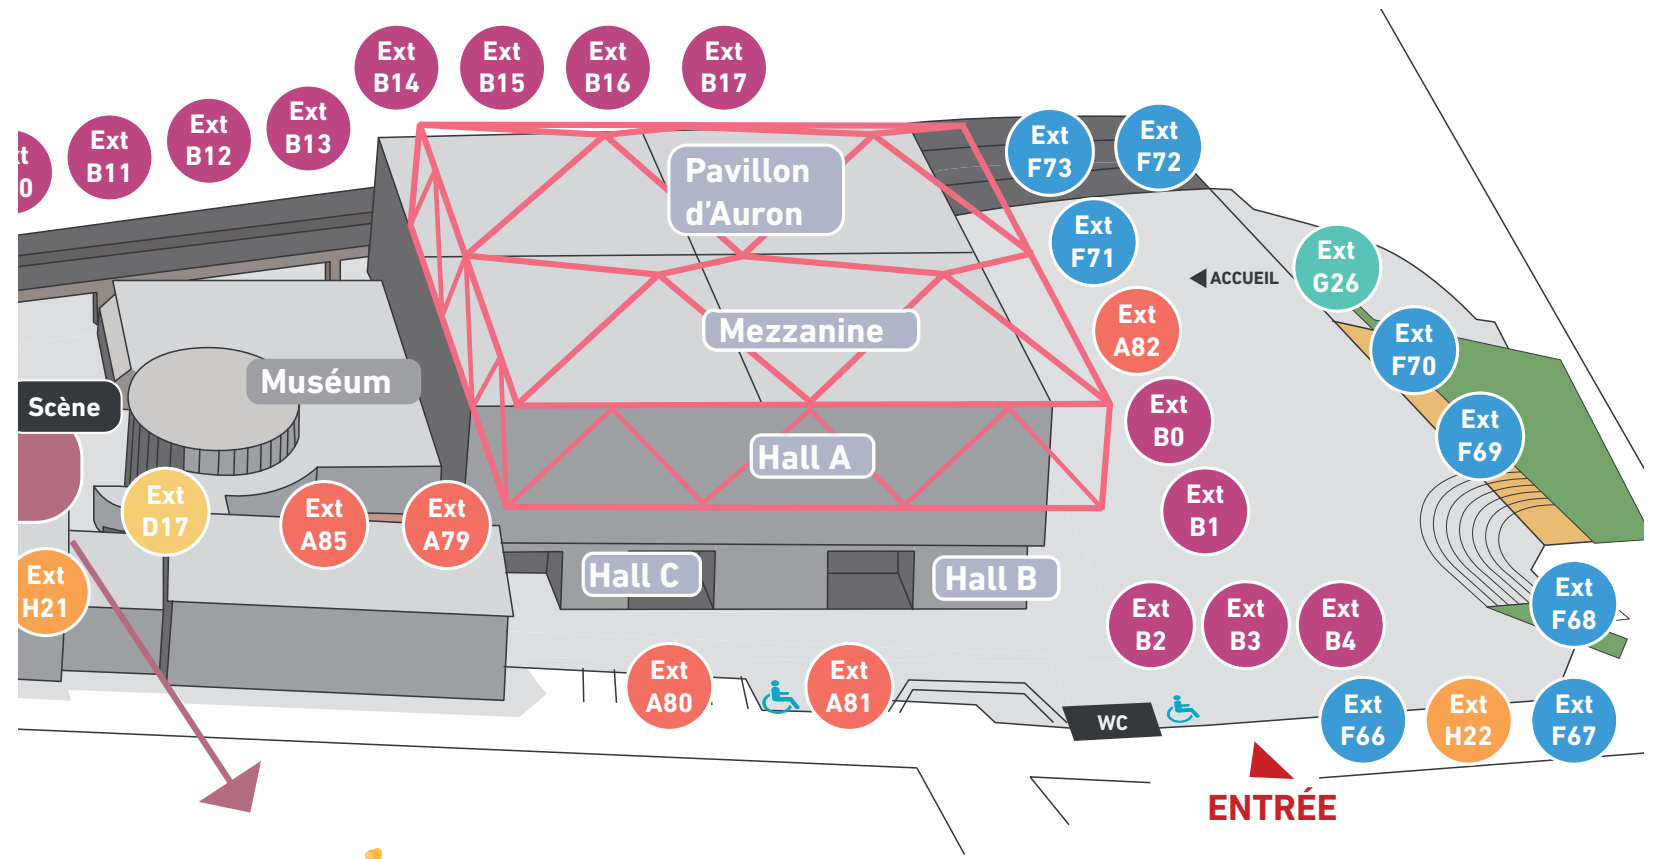 Ext
B14
Ext
B15
Ext
B16
Ext
B17
Ext
B13
Ext
B12
Ext
B11
xt
0
Ext
F73
Ext
F72
Pavillon
d'Auron
Ext
F71
Ext
G26
ACCUEIL
Ext
A82
Mezzanine
Ext
F70
Muséum
Scène
Ext
B0
Ext
F69
Hall A
Ext
D17
Ext
A85
Ext
A79
Ext
B1
Ext
H21
Hall C
Hall B
Ext
B2
Ext
B3
Ext
B4
Ext
F68
Ext
A80
Ext
A81
WC
Ext
F66
Ext
H22
Ext
F67
ENTRÉE